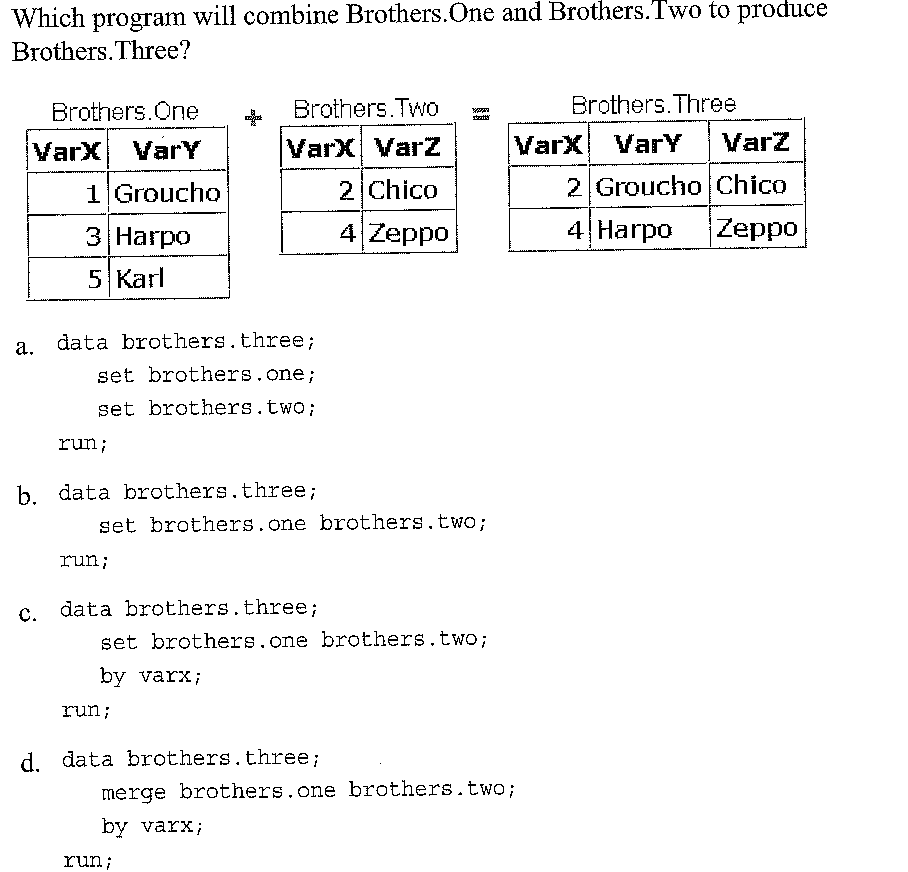 Which program will combine Brothers.One and Brothers.Two to produce
Brothers.Three?
Brothers.One + Brothers.Two = Brothers.Three
VarX VarY VarX VarZ VarX VarY VarZ
1 Groucho 2 Chico 2 Groucho Chico
3 Harpo 4 Zeppo 4 Harpo Zeppo
5 Karl
a. data brothers.three;
set brothers.one;
set brothers.two;
run;
b. data brothers.three;
set brothers.one brothers.two;
run;
c. data brothers.three;
set brothers.one brothers.two;
by varx;
run;
d. data brothers.three;
merge brothers.one brothers.two;
by varx;
run;